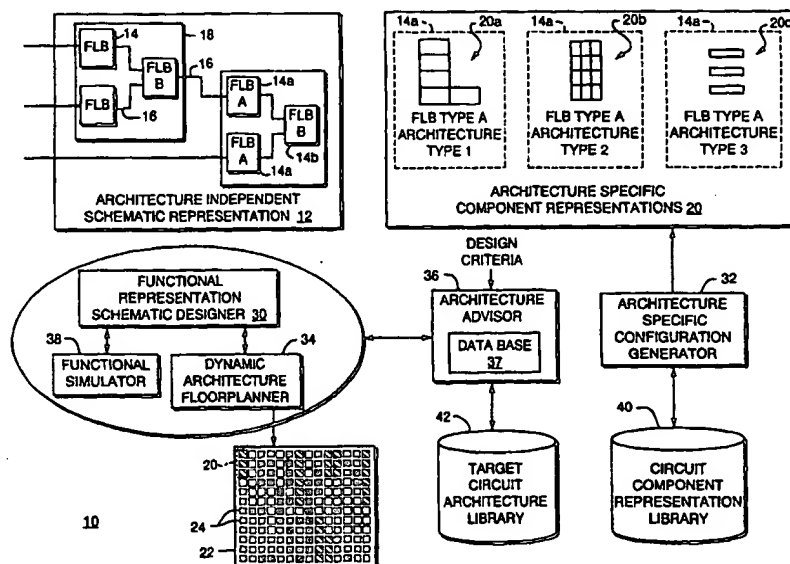 14
18
FLB
FLB
B
16
FLB
16
14a
FLB
A
FLB
B
FLB
A
14b
14a
ARCHITECTURE INDEPENDENT
SCHEMATIC REPRESENTATION 12
14a
20a
FLB TYPE A
ARCHITECTURE
TYPE 1
14a
20b
FLB TYPE A
ARCHITECTURE
TYPE 2
14a
20c
FLB TYPE A
ARCHITECTURE
TYPE 3
ARCHITECTURE SPECIFIC
COMPONENT REPRESENTATIONS 20
FUNCTIONAL
REPRESENTATION
SCHEMATIC DESIGNER 30
38
FUNCTIONAL
SIMULATOR
34
DYNAMIC
ARCHITECTURE
FLOORPLANNER
DESIGN
CRITERIA
36
ARCHITECTURE
ADVISOR
DATA BASE
37
32
ARCHITECTURE
SPECIFIC
CONFIGURATION
GENERATOR
42
TARGET
CIRCUIT
ARCHITECTURE
LIBRARY
40
CIRCUIT
COMPONENT
REPRESENTATION
LIBRARY
20
24
22
10